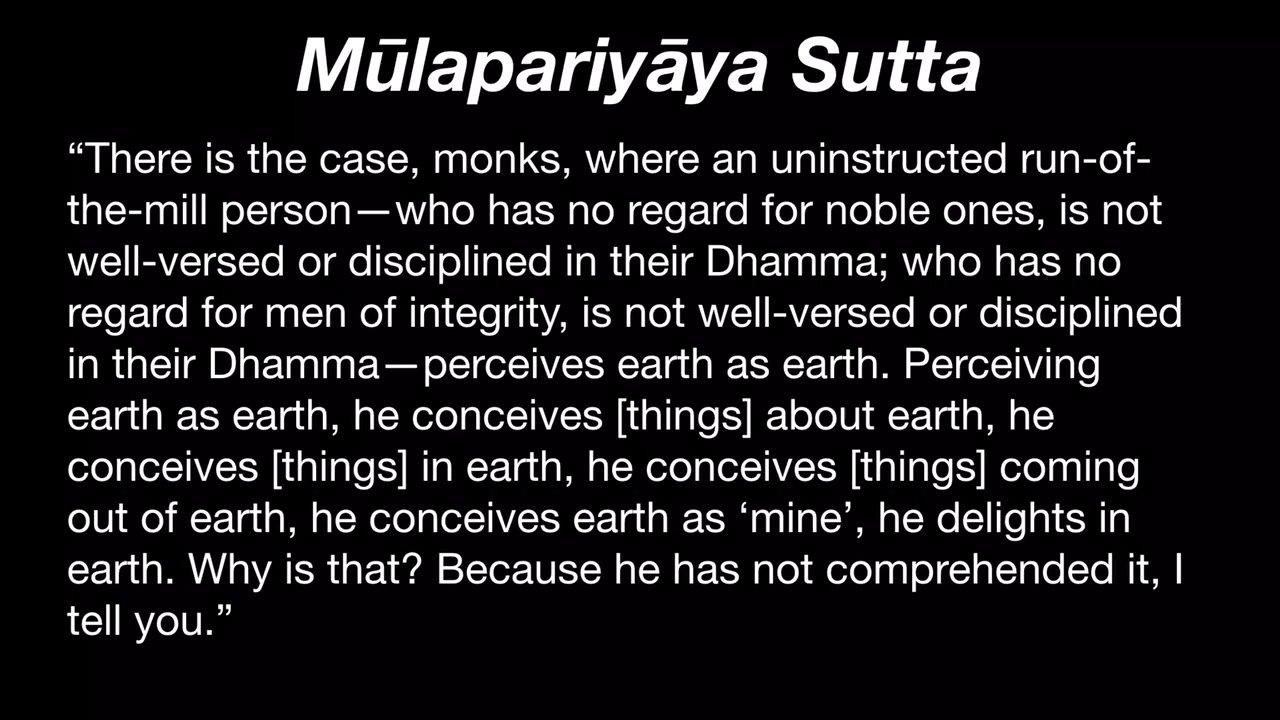 Mūlapariyāya Sutta
“There is the case, monks, where an uninstructed run-of-
the-mill person—who has no regard for noble ones, is not
well-versed or disciplined in their Dhamma; who has no
regard for men of integrity, is not well-versed or disciplined
in their Dhamma—perceives earth as earth. Perceiving
earth as earth, he conceives [things] about earth, he
conceives [things] in earth, he conceives [things] coming
out of earth, he conceives earth as ‘mine’, he delights in
earth. Why is that? Because he has not comprehended it, I
tell you.”